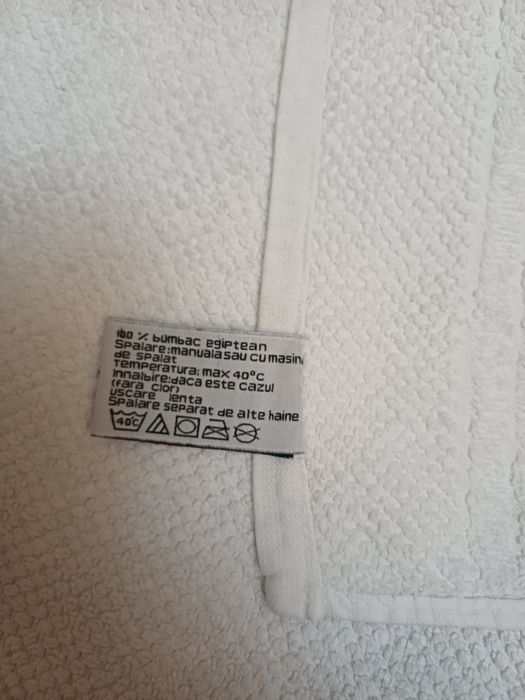 100 % bumbac egiptean
Spalare:manuala sau cu masin
de spalat
Temperatura: max 40°C
Innalbire:daca este cazul
(fara clor)
uscare lenta
Spalare separat de alte haine
40°C